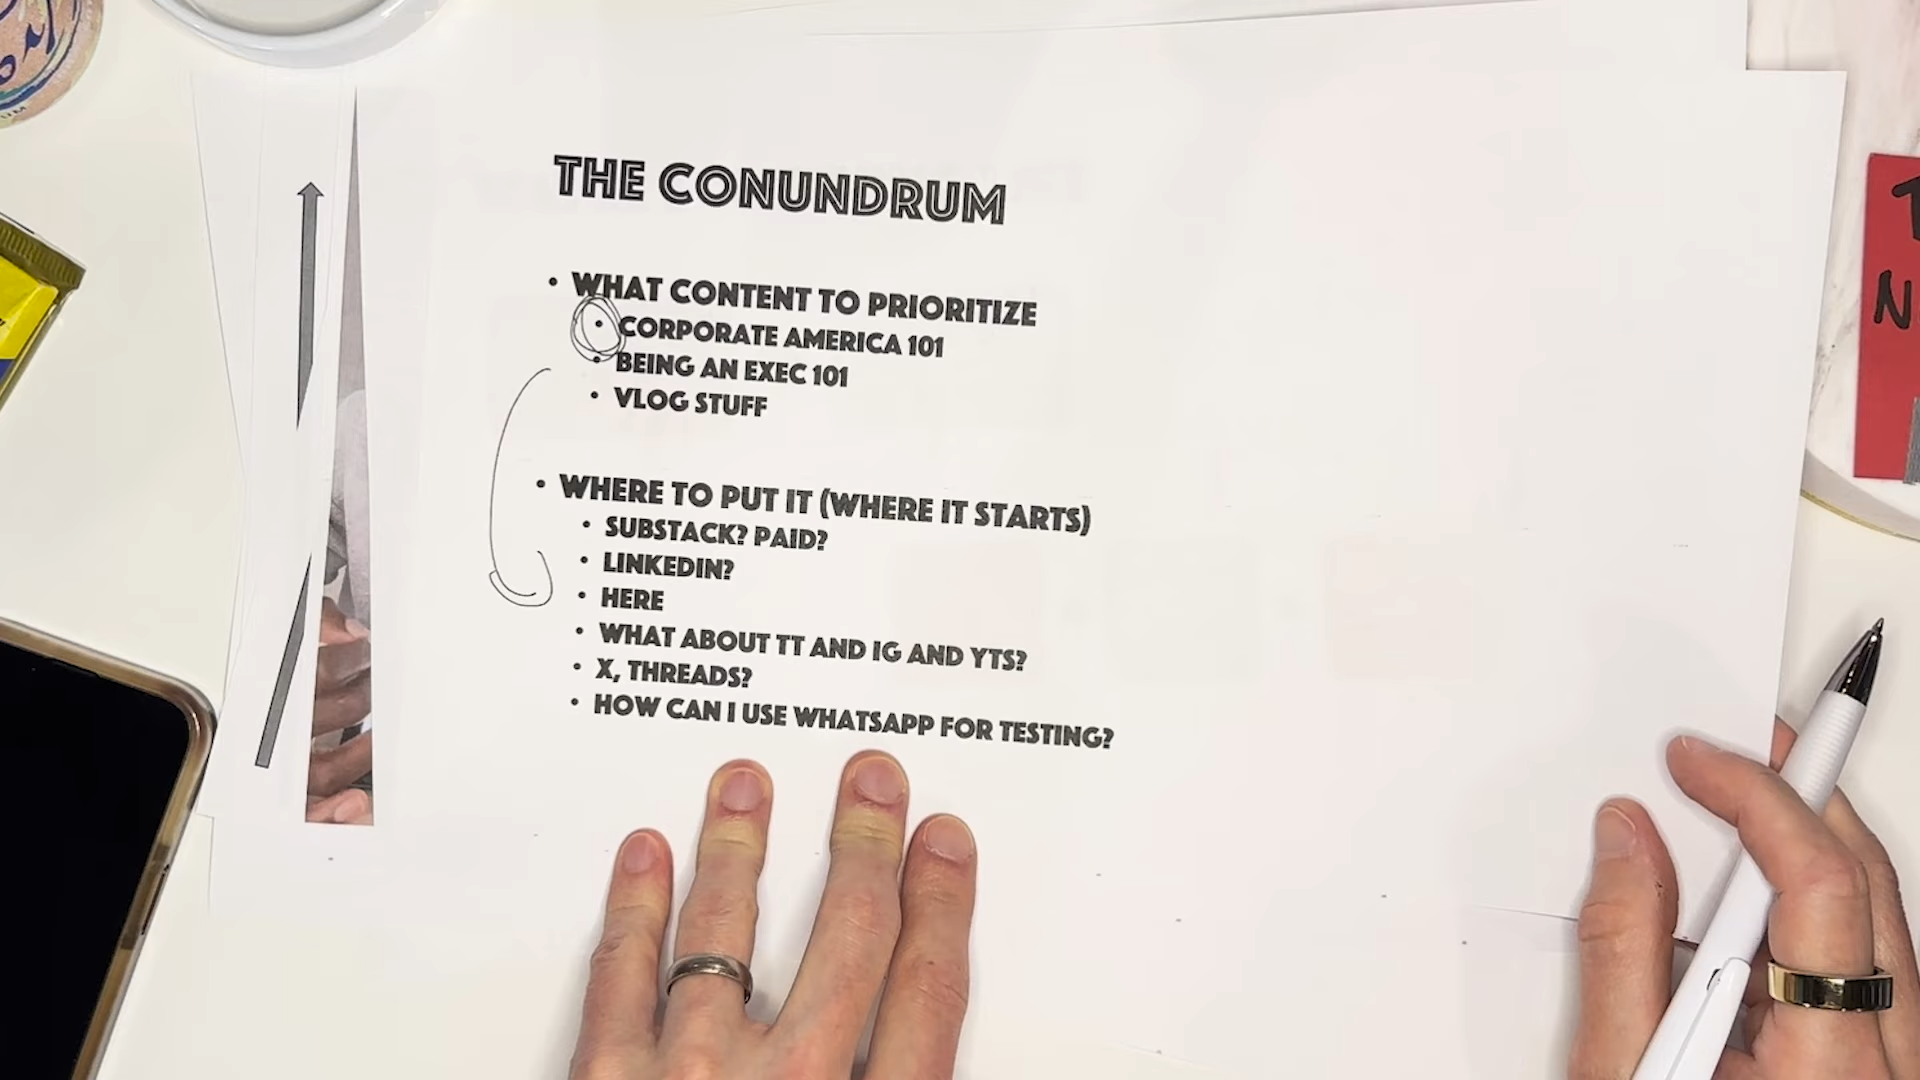 THE CONUNDRUM
• WHAT CONTENT TO PRIORITIZE
• CORPORATE AMERICA 101
• BEING AN EXEC 101
• VLOG STUFF
• WHERE TO PUT IT (WHERE IT STARTS)
• SUBSTACK? PAID?
• LINKEDIN?
• HERE
• WHAT ABOUT TT AND IG AND YTS?
• X, THREADS?
• HOW CAN I USE WHATSAPP FOR TESTING?